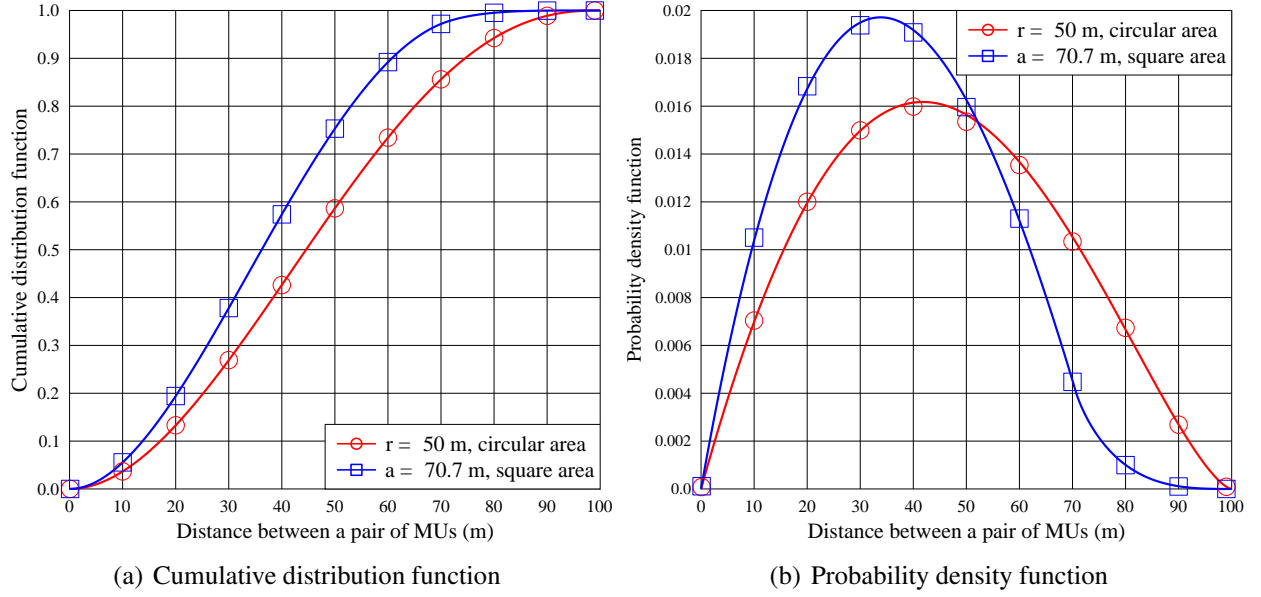 Cumulative distribution function
1.0
0.9
0.8
0.7
0.6
0.5
0.4
0.3
0.2
0.1
0.0
0 10 20 30 40 50 60 70 80 90 100
r = 50 m, circular area
a = 70.7 m, square area
Distance between a pair of MUs (m)
(a) Cumulative distribution function
Probability density function
0.02
0.018
0.016
0.014
0.012
0.01
0.008
0.006
0.004
0.002
0.0
0 10 20 30 40 50 60 70 80 90 100
r = 50 m, circular area
a = 70.7 m, square area
Distance between a pair of MUs (m)
(b) Probability density function